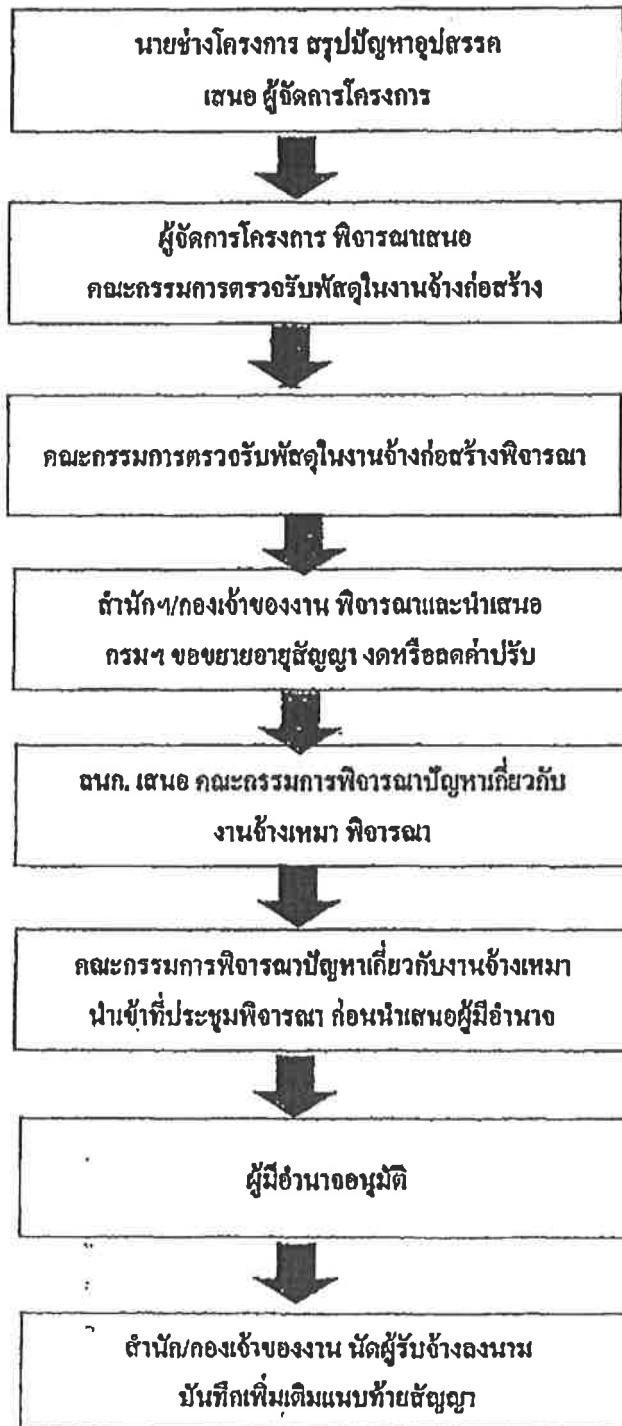 นายช่างโครงการ สรุปปัญหาอุปสรรค
เสนอ ผู้จัดการโครงการ
ผู้จัดการโครงการ พิจารณาเสนอ
คณะกรรมการตรวจรับพัสดุในงานจ้างก่อสร้าง
คณะกรรมการตรวจรับพัสดุในงานจ้างก่อสร้างพิจารณา
สำนักฯ/กองเจ้าของงาน พิจารณาและนำเสนอ
กรมฯ ขอขยายอายุสัญญา งดหรือลดค่าปรับ
ลนก. เสนอ คณะกรรมการพิจารณาปัญหาเกี่ยวกับ
งานจ้างเหมา พิจารณา
คณะกรรมการพิจารณาปัญหาเกี่ยวกับงานจ้างเหมา
นำเข้าที่ประชุมพิจารณา ก่อนนำเสนอผู้มีอำนาจ
ผู้มีอำนาจอนุมัติ
สำนัก/กองเจ้าของงาน นัดผู้รับจ้างลงนาม
บันทึกเพิ่มเติมแนบท้ายสัญญา